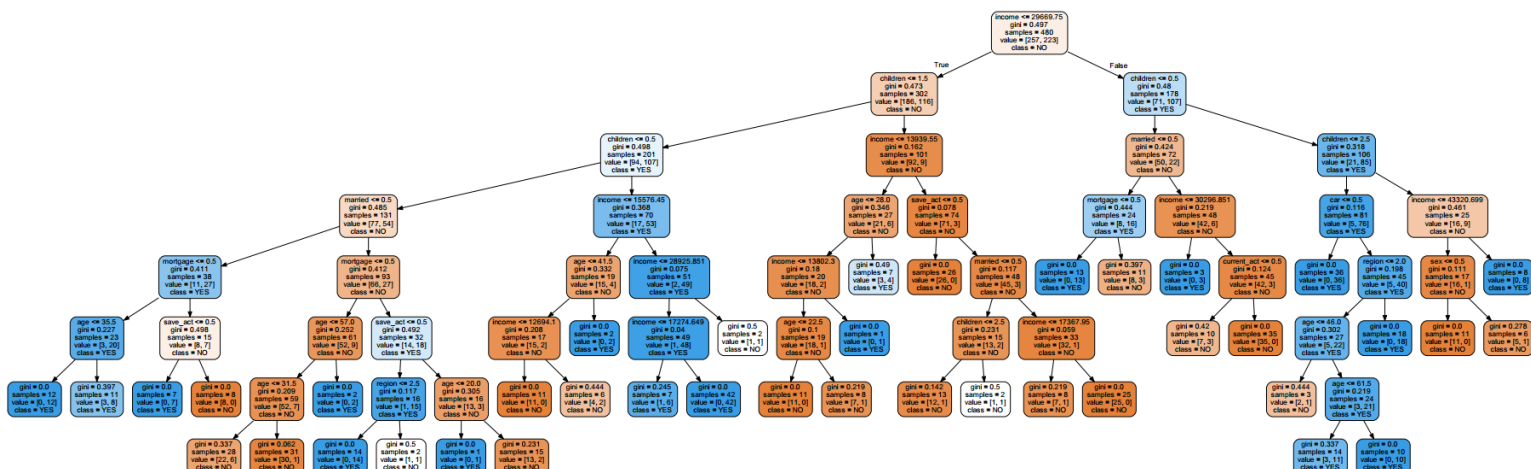 income <= 29669.75
gini = 0.497
samples = 480
value = [257, 223]
class = NO
True
False
children <= 1.5
gini = 0.473
samples = 302
value = [186, 116]
class = NO
children <= 0.5
gini = 0.48
samples = 178
value = [71, 107]
class = YES
children <= 0.5
gini = 0.498
samples = 201
value = [94, 107]
class = YES
income <= 13939.55
gini = 0.162
samples = 101
value = [92, 9]
class = NO
married <= 0.5
gini = 0.424
samples = 72
value = [50, 22]
class = NO
children <= 2.5
gini = 0.318
samples = 106
value = [21, 85]
class = YES
married <= 0.5
gini = 0.485
samples = 131
value = [77, 54]
class = NO
income <= 15576.45
gini = 0.368
samples = 70
value = [17, 53]
class = YES
age <= 28.0
gini = 0.346
samples = 27
value = [21, 6]
class = NO
save_act <= 0.5
gini = 0.078
samples = 74
value = [71, 3]
class = NO
mortgage <= 0.5
gini = 0.444
samples = 24
value = [8, 16]
class = YES
income <= 30296.851
gini = 0.219
samples = 48
value = [42, 6]
class = NO
car <= 0.5
gini = 0.116
samples = 81
value = [5, 76]
class = YES
income <= 43320.699
gini = 0.461
samples = 25
value = [16, 9]
class = NO
mortgage <= 0.5
gini = 0.411
samples = 38
value = [11, 27]
class = YES
mortgage <= 0.5
gini = 0.412
samples = 93
value = [66, 27]
class = NO
age <= 41.5
gini = 0.332
samples = 19
value = [15, 4]
class = NO
income <= 28925.851
gini = 0.075
samples = 51
value = [2, 49]
class = YES
income <= 13802.3
gini = 0.18
samples = 20
value = [18, 2]
class = NO
gini = 0.49
samples = 7
value = [3, 4]
class = YES
gini = 0.0
samples = 26
value = [26, 0]
class = NO
married <= 0.5
gini = 0.117
samples = 48
value = [45, 3]
class = NO
gini = 0.0
samples = 13
value = [0, 13]
class = YES
gini = 0.397
samples = 11
value = [8, 3]
class = NO
gini = 0.0
samples = 3
value = [0, 3]
class = YES
current_act <= 0.5
gini = 0.124
samples = 45
value = [42, 3]
class = NO
gini = 0.0
samples = 36
value = [0, 36]
class = YES
region <= 2.0
gini = 0.198
samples = 45
value = [5, 40]
class = YES
sex <= 0.5
gini = 0.111
samples = 17
value = [16, 1]
class = NO
gini = 0.0
samples = 8
value = [0, 8]
class = YES
age <= 35.5
gini = 0.227
samples = 23
value = [3, 20]
class = YES
save_act <= 0.5
gini = 0.498
samples = 15
value = [8, 7]
class = NO
age <= 57.0
gini = 0.252
samples = 61
value = [52, 9]
class = NO
save_act <= 0.5
gini = 0.492
samples = 32
value = [14, 18]
class = YES
income <= 12694.1
gini = 0.208
samples = 17
value = [15, 2]
class = NO
gini = 0.0
samples = 2
value = [0, 2]
class = YES
income <= 17274.649
gini = 0.04
samples = 49
value = [1, 48]
class = YES
gini = 0.5
samples = 2
value = [1, 1]
class = NO
age <= 22.5
gini = 0.1
samples = 19
value = [18, 1]
class = NO
gini = 0.0
samples = 1
value = [0, 1]
class = YES
children <= 2.5
gini = 0.231
samples = 15
value = [13, 2]
class = NO
income <= 17367.95
gini = 0.059
samples = 33
value = [32, 1]
class = NO
gini = 0.42
samples = 10
value = [7, 3]
class = NO
gini = 0.0
samples = 35
value = [35, 0]
class = NO
age <= 46.0
gini = 0.302
samples = 27
value = [5, 22]
class = YES
gini = 0.0
samples = 18
value = [0, 18]
class = YES
gini = 0.0
samples = 11
value = [11, 0]
class = NO
gini = 0.278
samples = 6
value = [5, 1]
class = NO
gini = 0.0
samples = 12
value = [0, 12]
class = YES
gini = 0.397
samples = 11
value = [3, 8]
class = YES
gini = 0.0
samples = 7
value = [0, 7]
class = YES
gini = 0.0
samples = 8
value = [8, 0]
class = NO
age <= 31.5
gini = 0.209
samples = 59
value = [52, 7]
class = NO
gini = 0.0
samples = 2
value = [0, 2]
class = YES
region <= 2.5
gini = 0.117
samples = 16
value = [1, 15]
class = YES
age <= 20.0
gini = 0.305
samples = 16
value = [13, 3]
class = NO
gini = 0.0
samples = 11
value = [11, 0]
class = NO
gini = 0.444
samples = 6
value = [4, 2]
class = NO
gini = 0.245
samples = 7
value = [1, 6]
class = YES
gini = 0.0
samples = 42
value = [0, 42]
class = YES
gini = 0.0
samples = 11
value = [11, 0]
class = NO
gini = 0.219
samples = 8
value = [7, 1]
class = NO
gini = 0.142
samples = 13
value = [12, 1]
class = NO
gini = 0.5
samples = 2
value = [1, 1]
class = NO
gini = 0.219
samples = 8
value = [7, 1]
class = NO
gini = 0.0
samples = 25
value = [25, 0]
class = NO
gini = 0.444
samples = 3
value = [2, 1]
class = NO
age <= 61.5
gini = 0.219
samples = 24
value = [3, 21]
class = YES
gini = 0.337
samples = 28
value = [22, 6]
class = NO
gini = 0.062
samples = 31
value = [30, 1]
class = NO
gini = 0.0
samples = 14
value = [0, 14]
class = YES
gini = 0.5
samples = 2
value = [1, 1]
class = NO
gini = 0.0
samples = 1
value = [0, 1]
class = YES
gini = 0.231
samples = 15
value = [13, 2]
class = NO
gini = 0.337
samples = 14
value = [3, 11]
class = YES
gini = 0.0
samples = 10
value = [0, 10]
class = YES